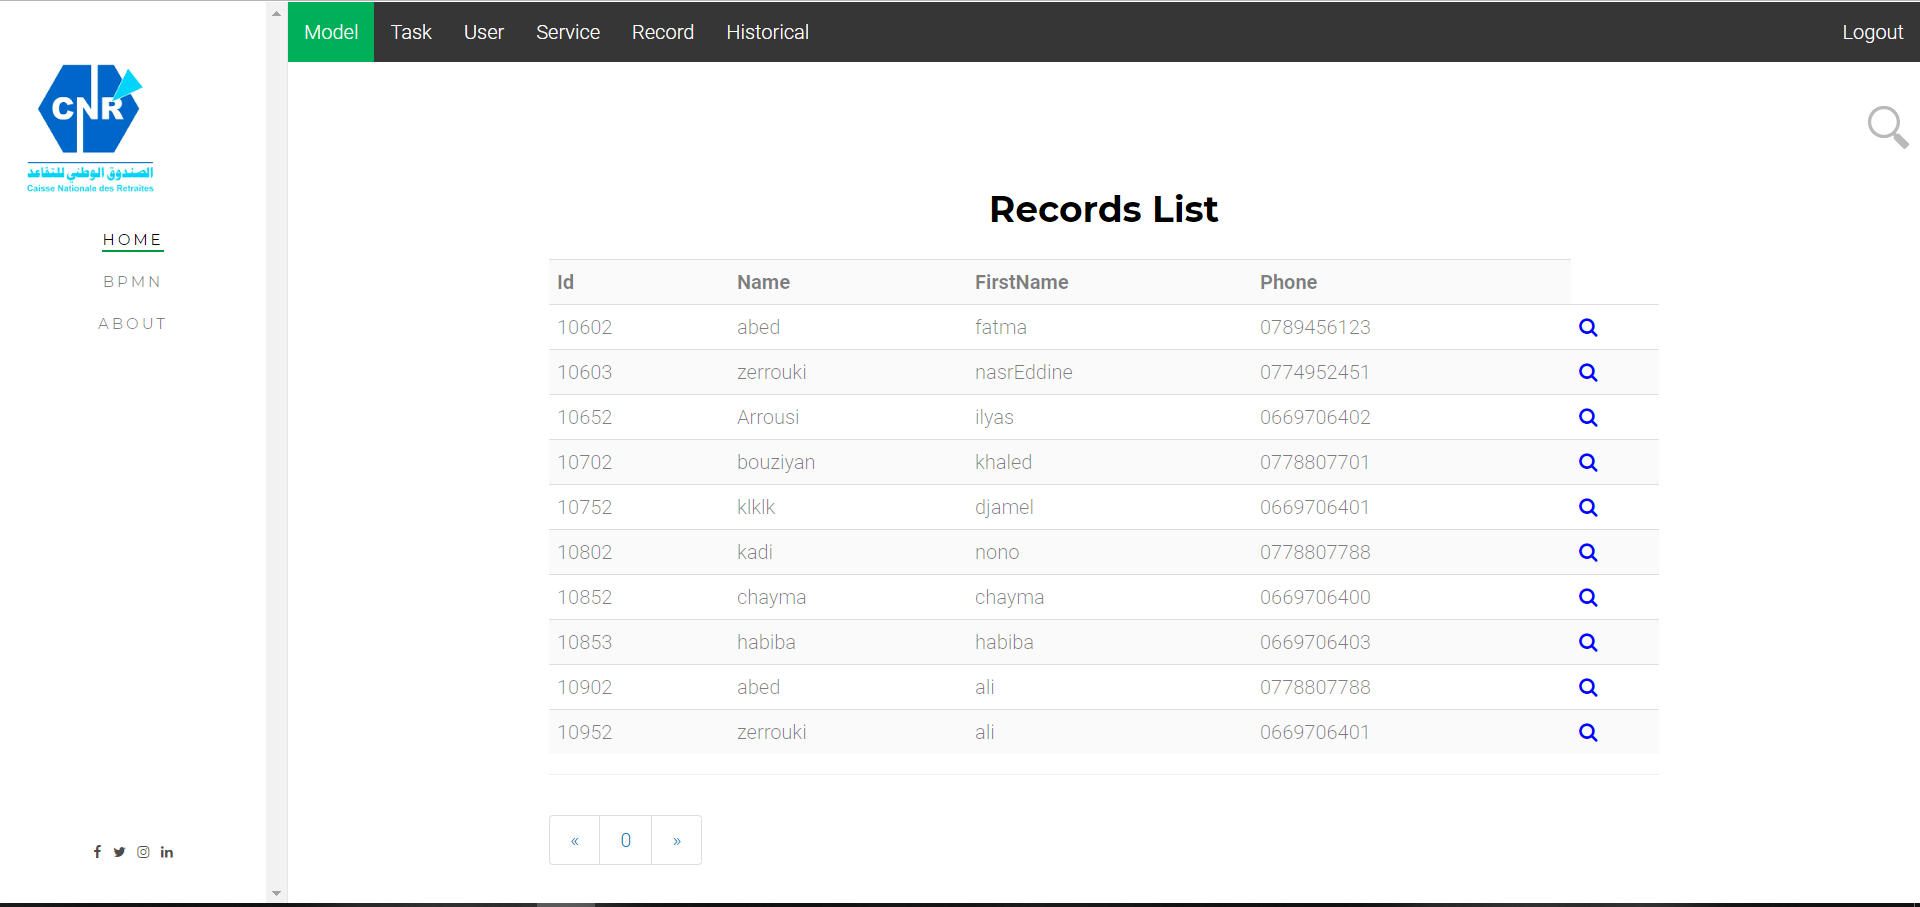 Model Task User Service Record Historical Logout
CNR
الصندوق الوطني للتقاعد
Caisse Nationale des Retraites
HOME
BPMN
ABOUT
Records List
Id Name FirstName Phone
10602 abed fatma 0789456123
10603 zerrouki nasrEddine 0774952451
10652 Arrousi ilyas 0669706402
10702 bouziyan khaled 0778807701
10752 klklk djamel 0669706401
10802 kadi nono 0778807788
10852 chayma chayma 0669706400
10853 habiba habiba 0669706403
10902 abed ali 0778807788
10952 zerrouki ali 0669706401
« 0 »